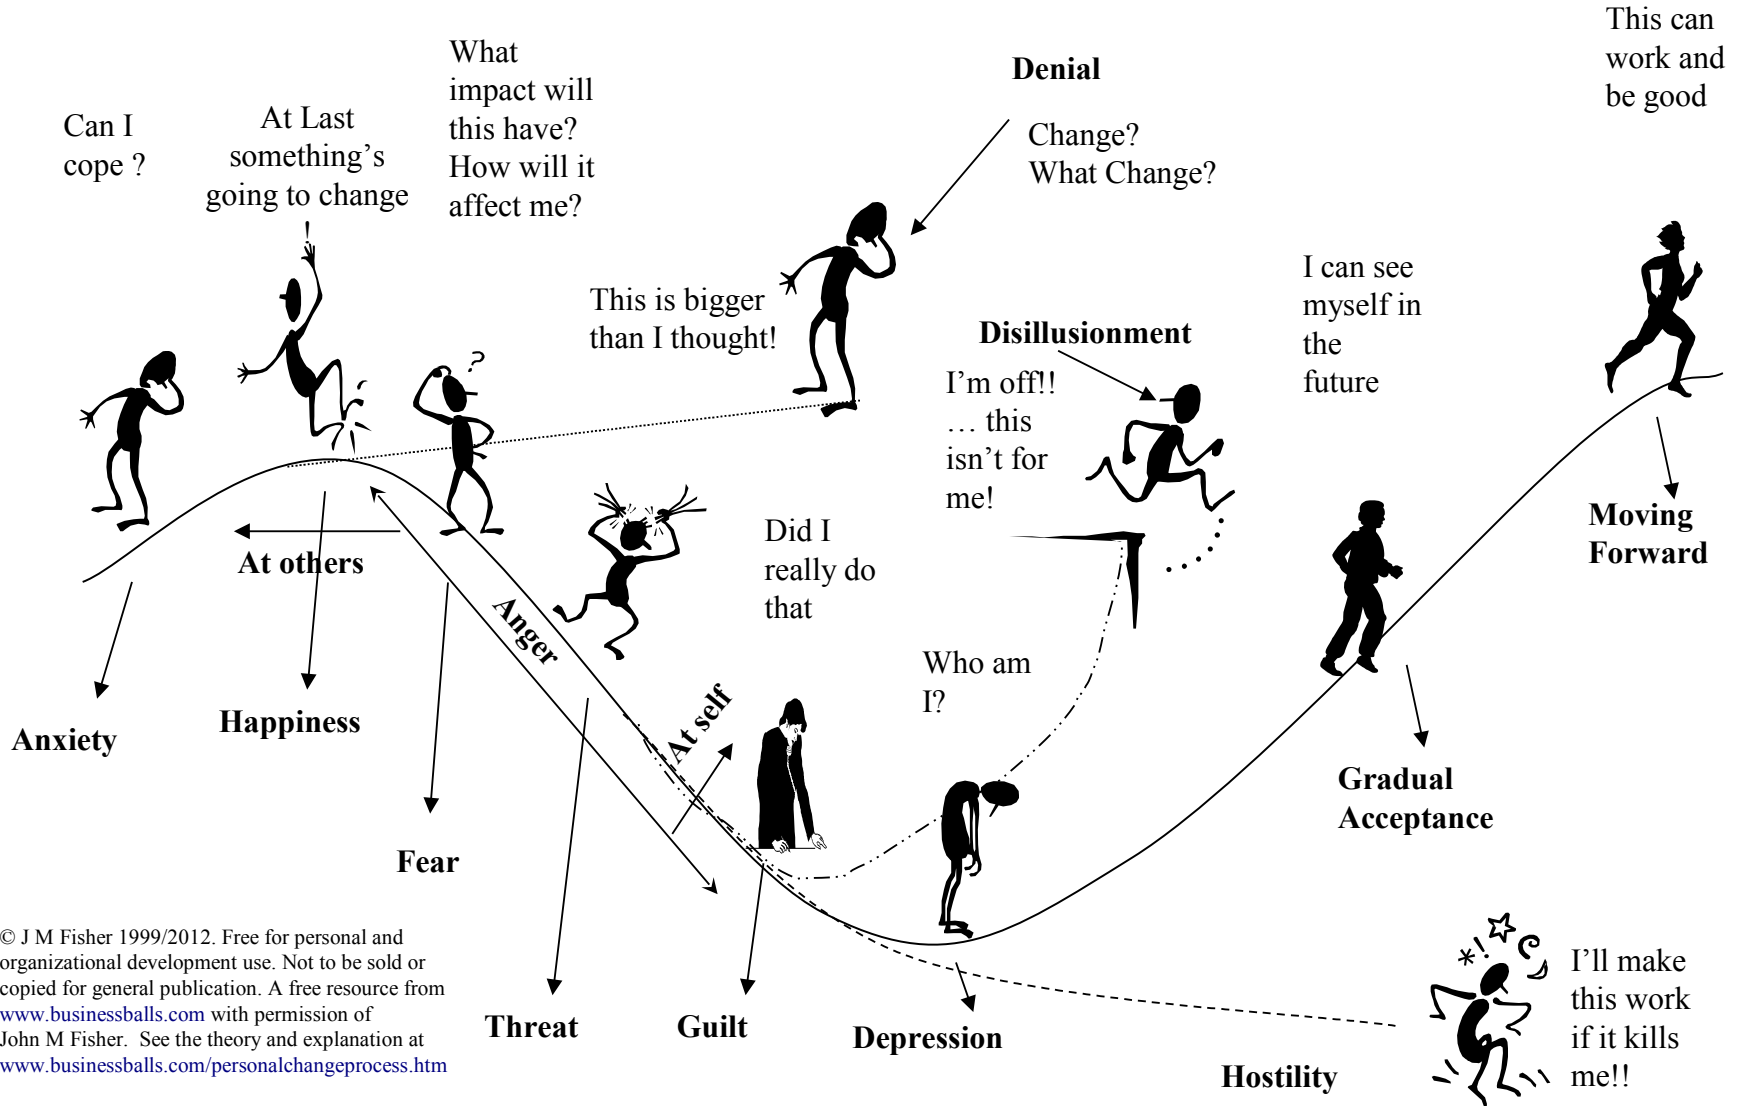 Can I
cope ?
At Last
something’s
going to change
!
What
impact will
this have?
How will it
affect me?
Denial
Change?
What Change?
This can
work and
be good
This is bigger
than I thought!
Disillusionment
I’m off!!
… this
isn’t for
me!
I can see
myself in
the
future
?
At others
Anger
Did I
really do
that
Moving
Forward
At self
Who am
I?
Anxiety
Happiness
Fear
Gradual
Acceptance
Threat
Guilt
Depression
Hostility
*!
I’ll make
this work
if it kills
me!!
© J M Fisher 1999/2012. Free for personal and
organizational development use. Not to be sold or
copied for general publication. A free resource from
www.businessballs.com with permission of
John M Fisher. See the theory and explanation at
www.businessballs.com/personalchangeprocess.htm